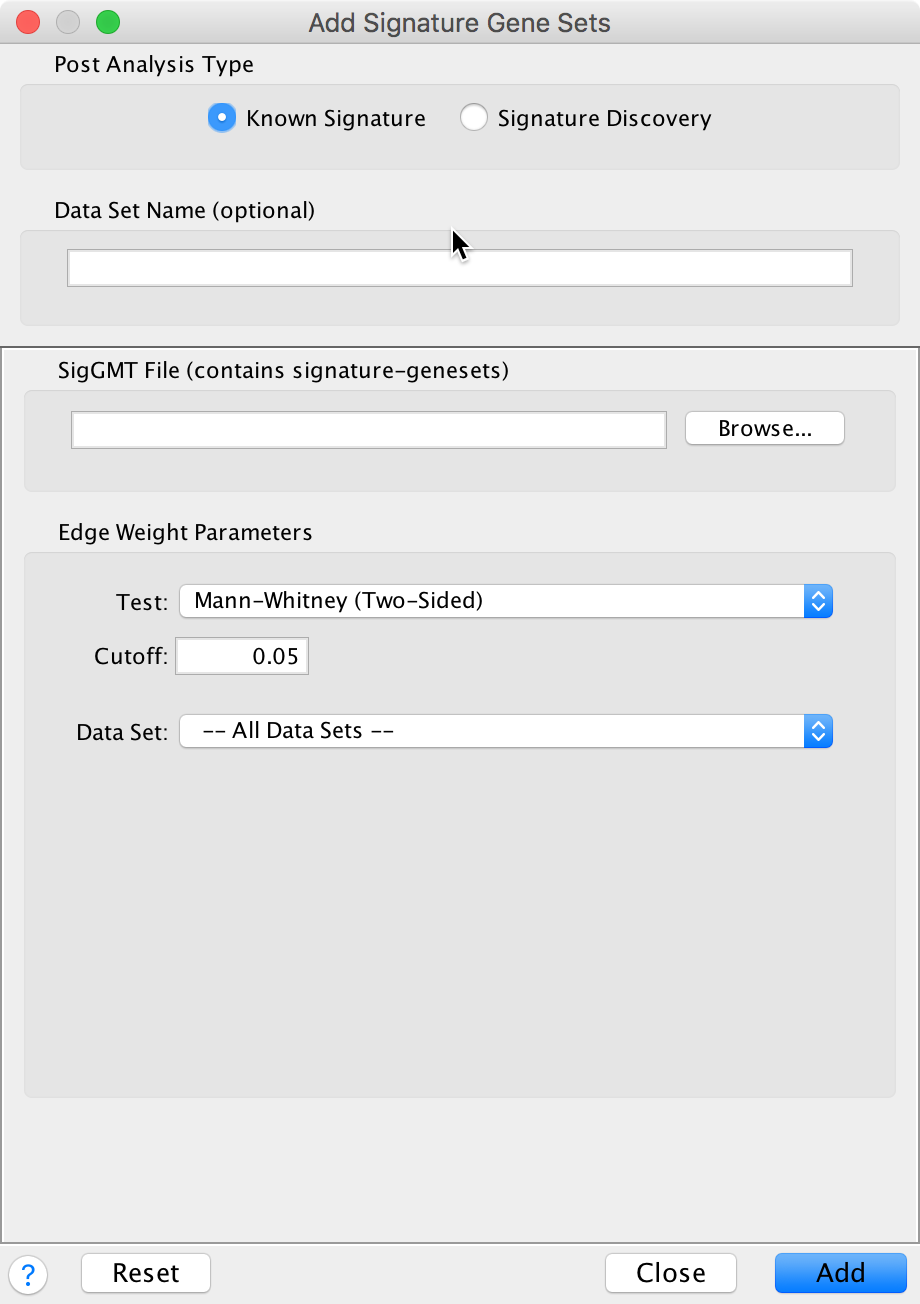 Add Signature Gene Sets
Post Analysis Type
Known Signature Signature Discovery
Data Set Name (optional)
SigGMT File (contains signature-genesets)
Browse...
Edge Weight Parameters
Test: Mann-Whitney (Two-Sided)
Cutoff: 0.05
Data Set: -- All Data Sets --
? Reset Close Add